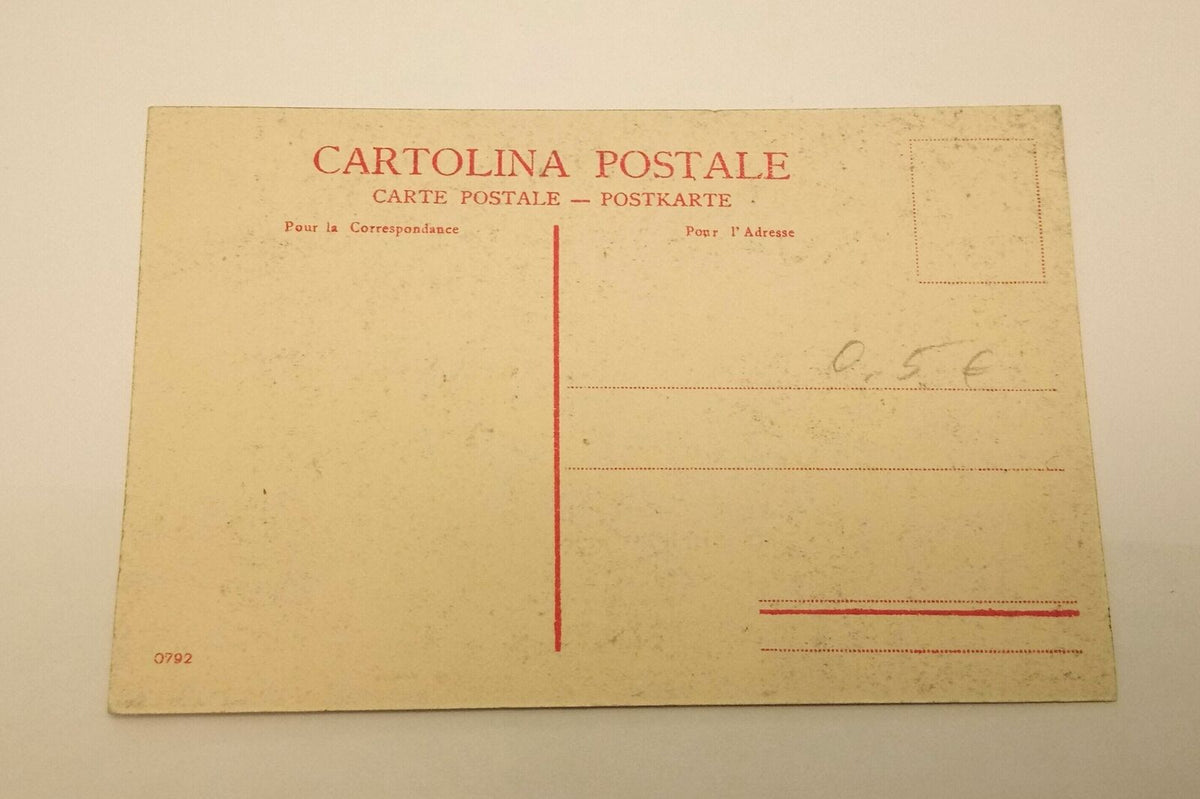 CARTOLINA POSTALE
CARTE POSTALE — POSTKARTE
Pour la Correspondance
Pour l'Adresse
0,5 €
0792